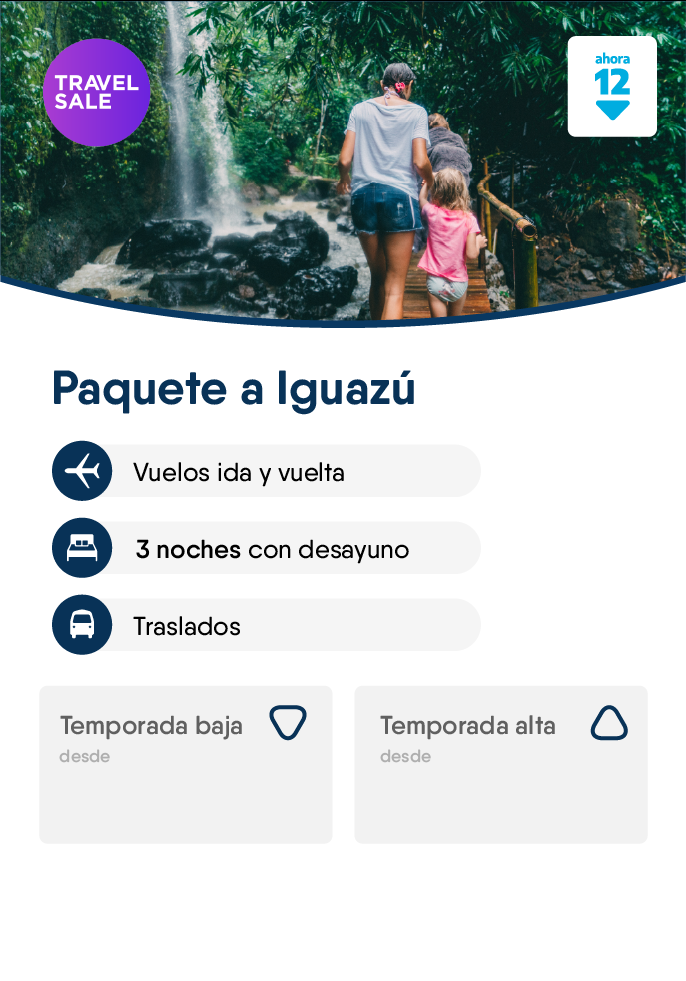 TRAVEL
SALE
ahora
12
Paquete a Iguazú
Vuelos ida y vuelta
3 noches con desayuno
Traslados
Temporada baja
desde
Temporada alta
desde